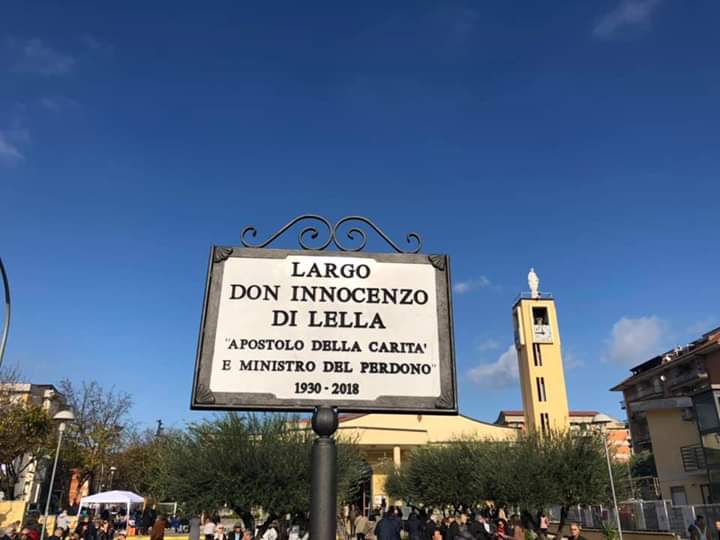 LARGO
DON INNOCENZO
DI LELLA
"APOSTOLO DELLA CARITA'
E MINISTRO DEL PERDONO"
1930 - 2018